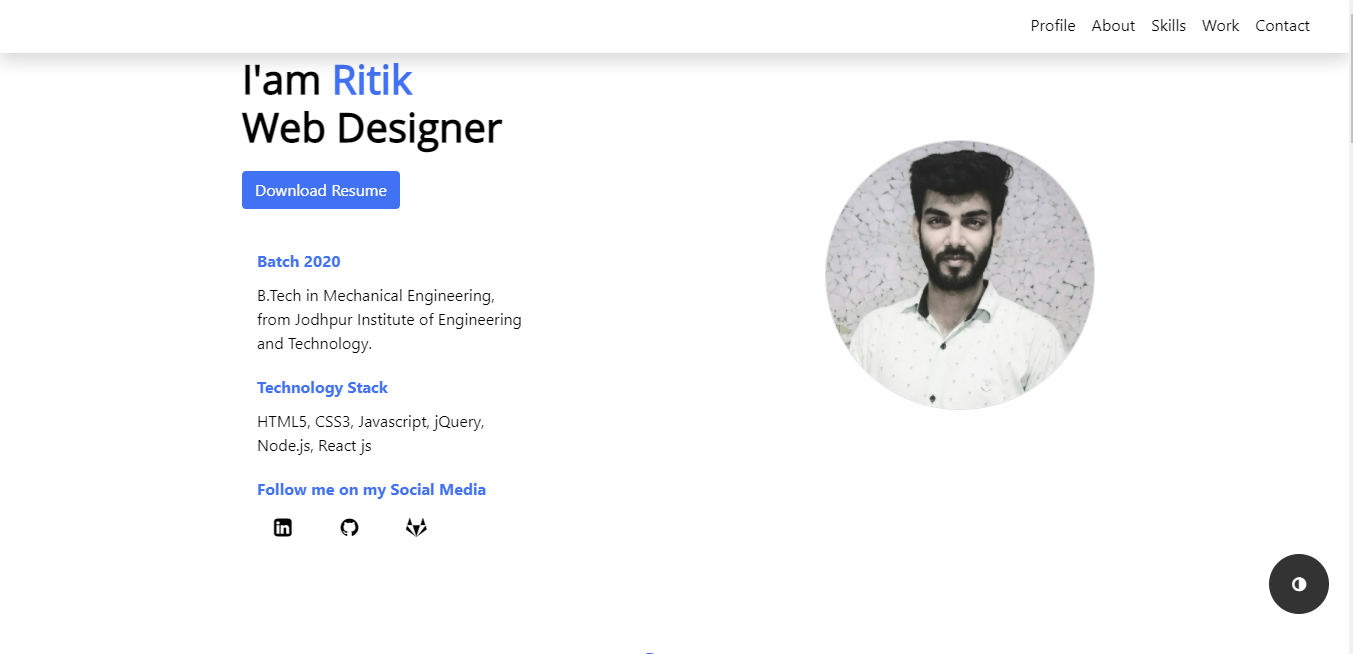 Profile About Skills Work Contact
I'am Ritik
Web Designer
Download Resume
Batch 2020
B.Tech in Mechanical Engineering,
from Jodhpur Institute of Engineering
and Technology.
Technology Stack
HTML5, CSS3, Javascript, jQuery,
Node.js, React js
Follow me on my Social Media
in